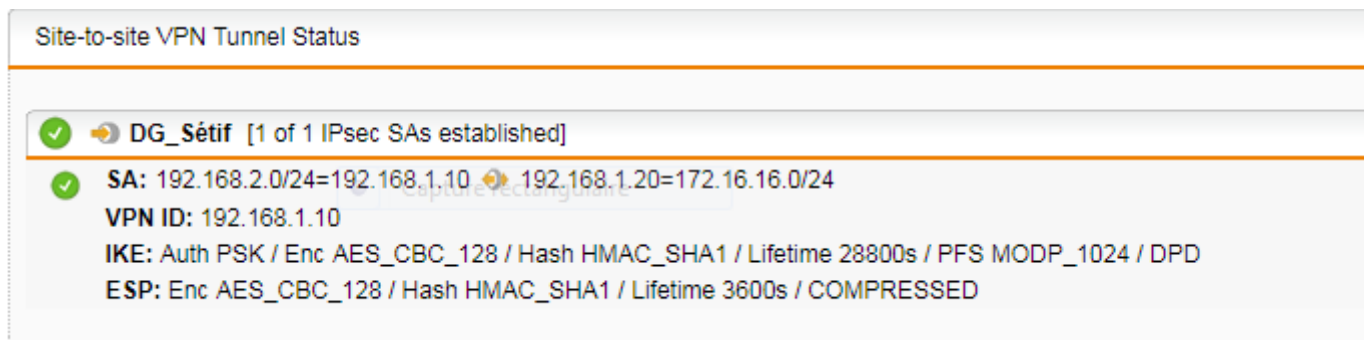 Site-to-site VPN Tunnel Status
DG_Sétif [1 of 1 IPsec SAs established]
SA: 192.168.2.0/24=192.168.1.10 192.168.1.20=172.16.16.0/24
Capture rectangulaire
VPN ID: 192.168.1.10
IKE: Auth PSK / Enc AES_CBC_128 / Hash HMAC_SHA1 / Lifetime 28800s / PFS MODP_1024 / DPD
ESP: Enc AES_CBC_128 / Hash HMAC_SHA1 / Lifetime 3600s / COMPRESSED